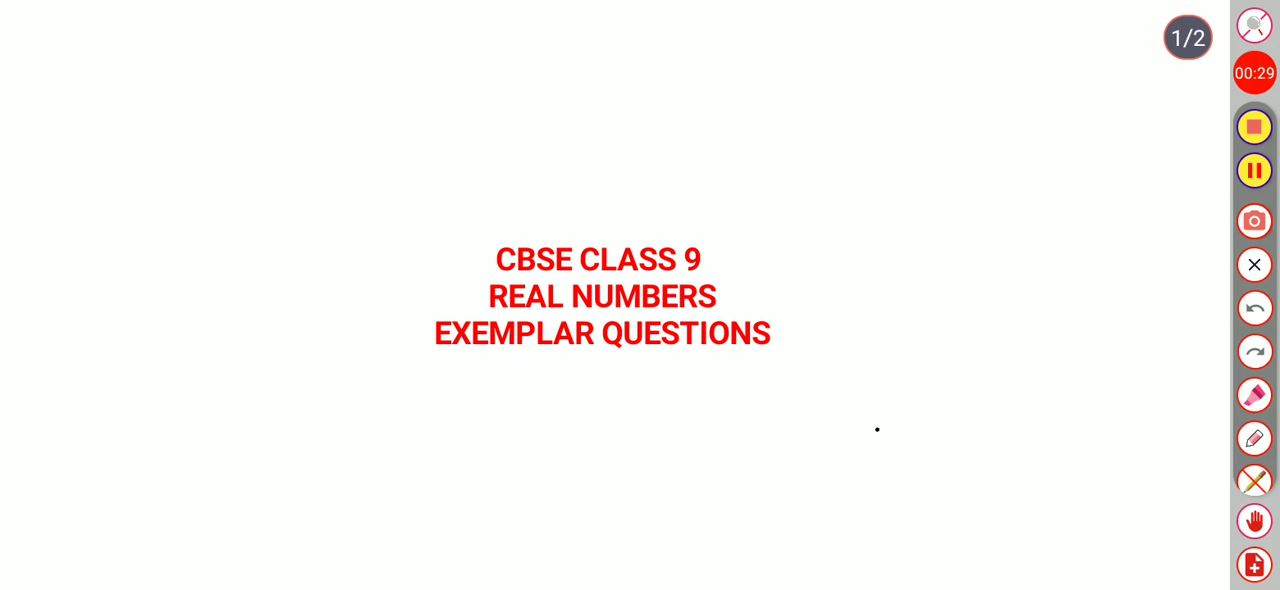 1/2
00:29
CBSE CLASS 9
REAL NUMBERS
EXEMPLAR QUESTIONS